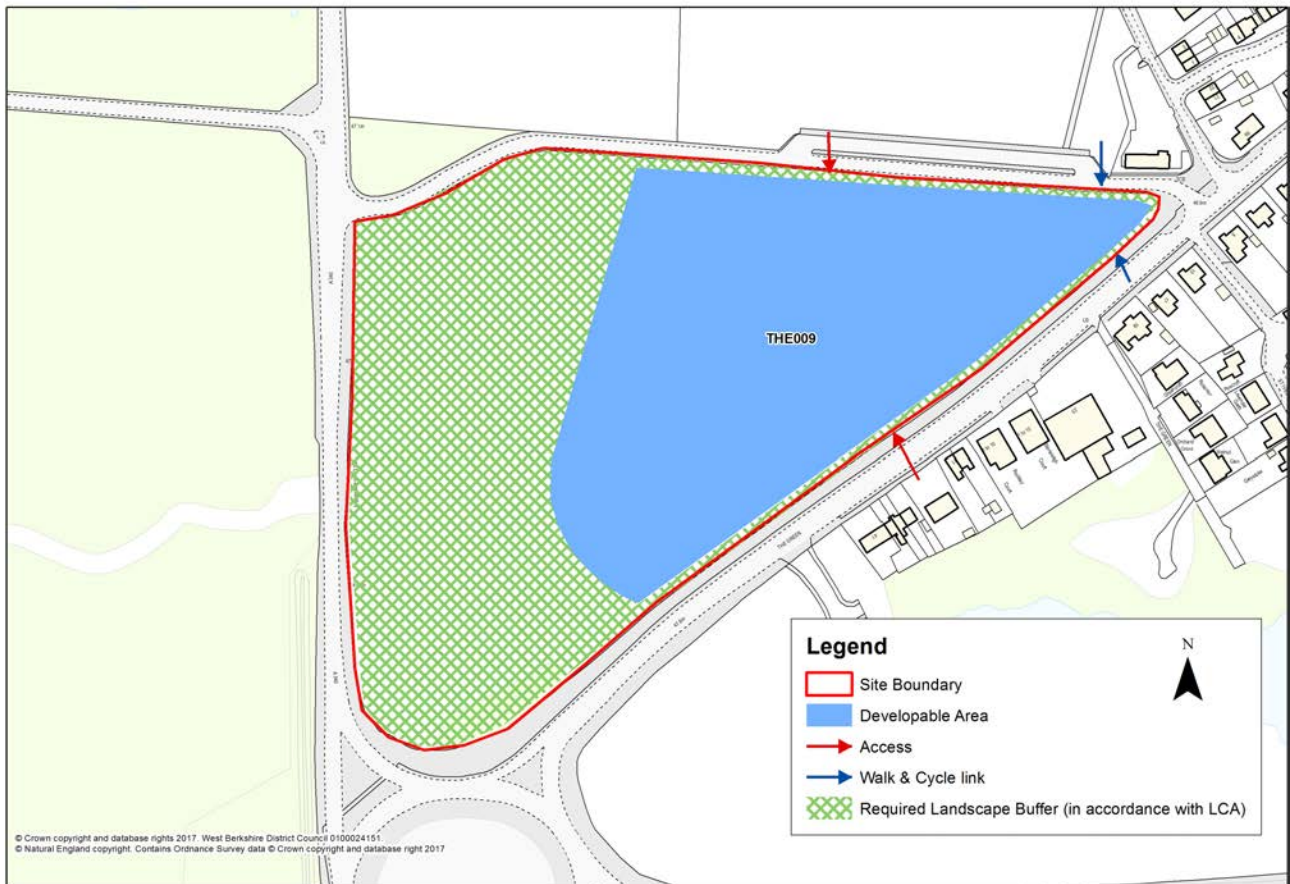 THE009
THE GREEN
Legend
N
Site Boundary
Developable Area
Access
Walk & Cycle link
Required Landscape Buffer (in accordance with LCA)
© Crown copyright and database rights 2017. West Berkshire District Council 0100024151.
© Natural England copyright. Contains Ordnance Survey data © Crown copyright and database right 2017